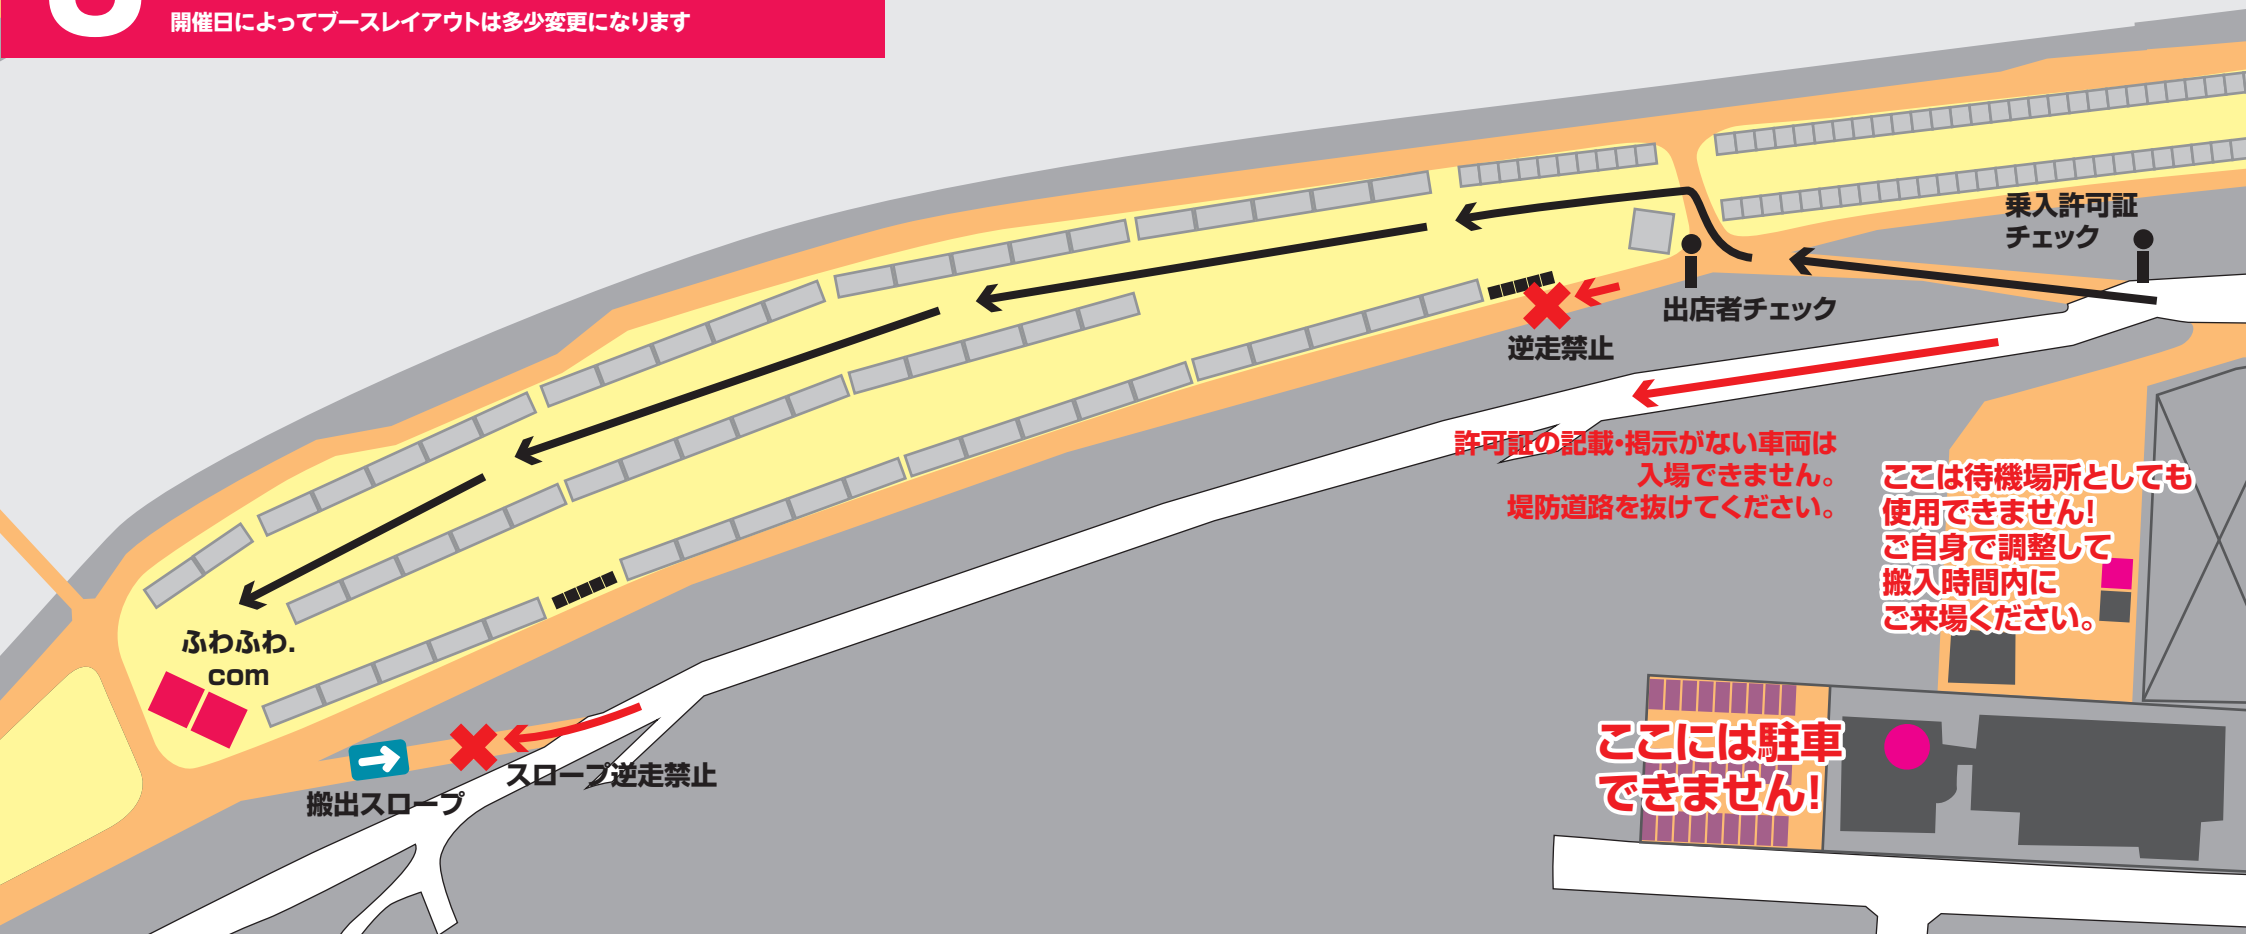 開催日によってブースレイアウトは多少変更になります
乗入許可証
チェック
出店者チェック
逆走禁止
許可証の記載・掲示がない車両は
入場できません。
堤防道路を抜けてください。
ここは待機場所としても
使用できません!
ご自身で調整して
搬入時間内に
ご来場ください。
ふわふわ.
com
ここには駐車
できません!
スロープ逆走禁止
搬出スロープ